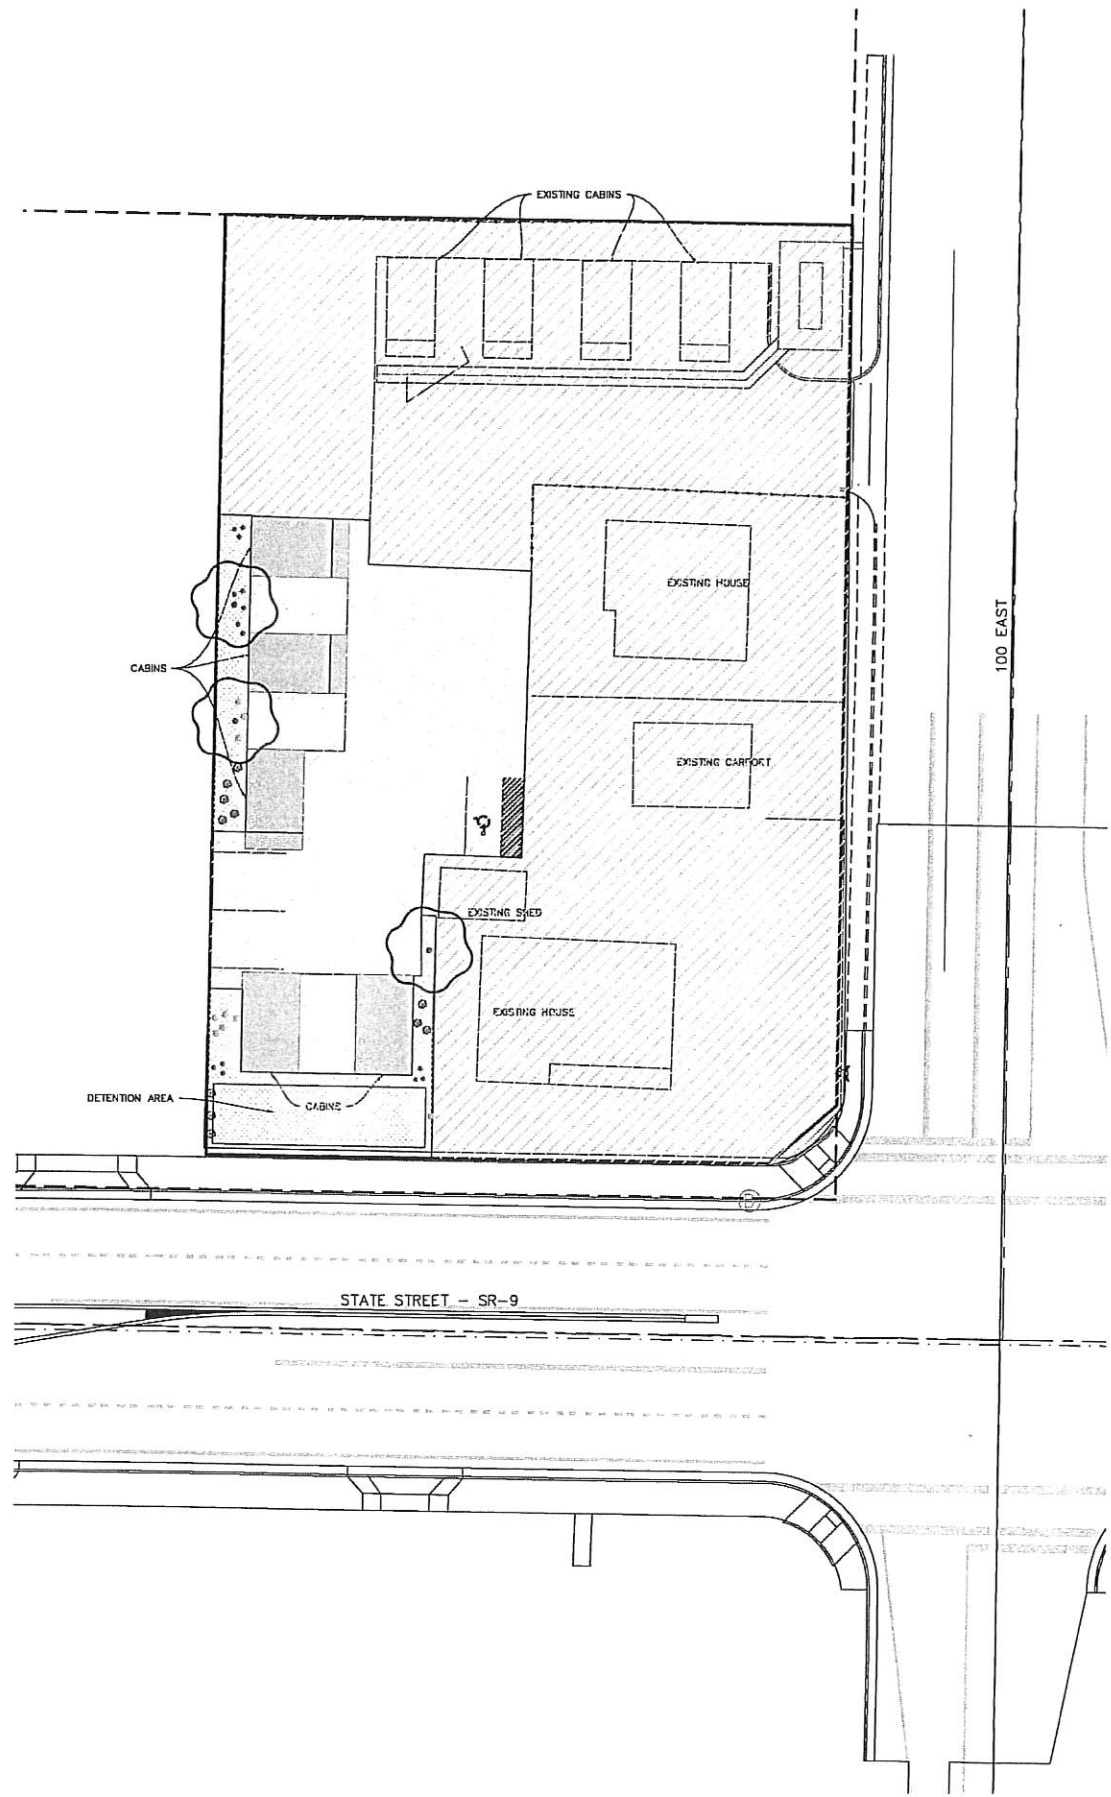 EXISTING CABINS
EXISTING HOUSE
100 EAST
CABINS
EXISTING CARPORT
EXISTING SHED
EXISTING HOUSE
DETENTION AREA
CABINS
D
STATE STREET - SR-9